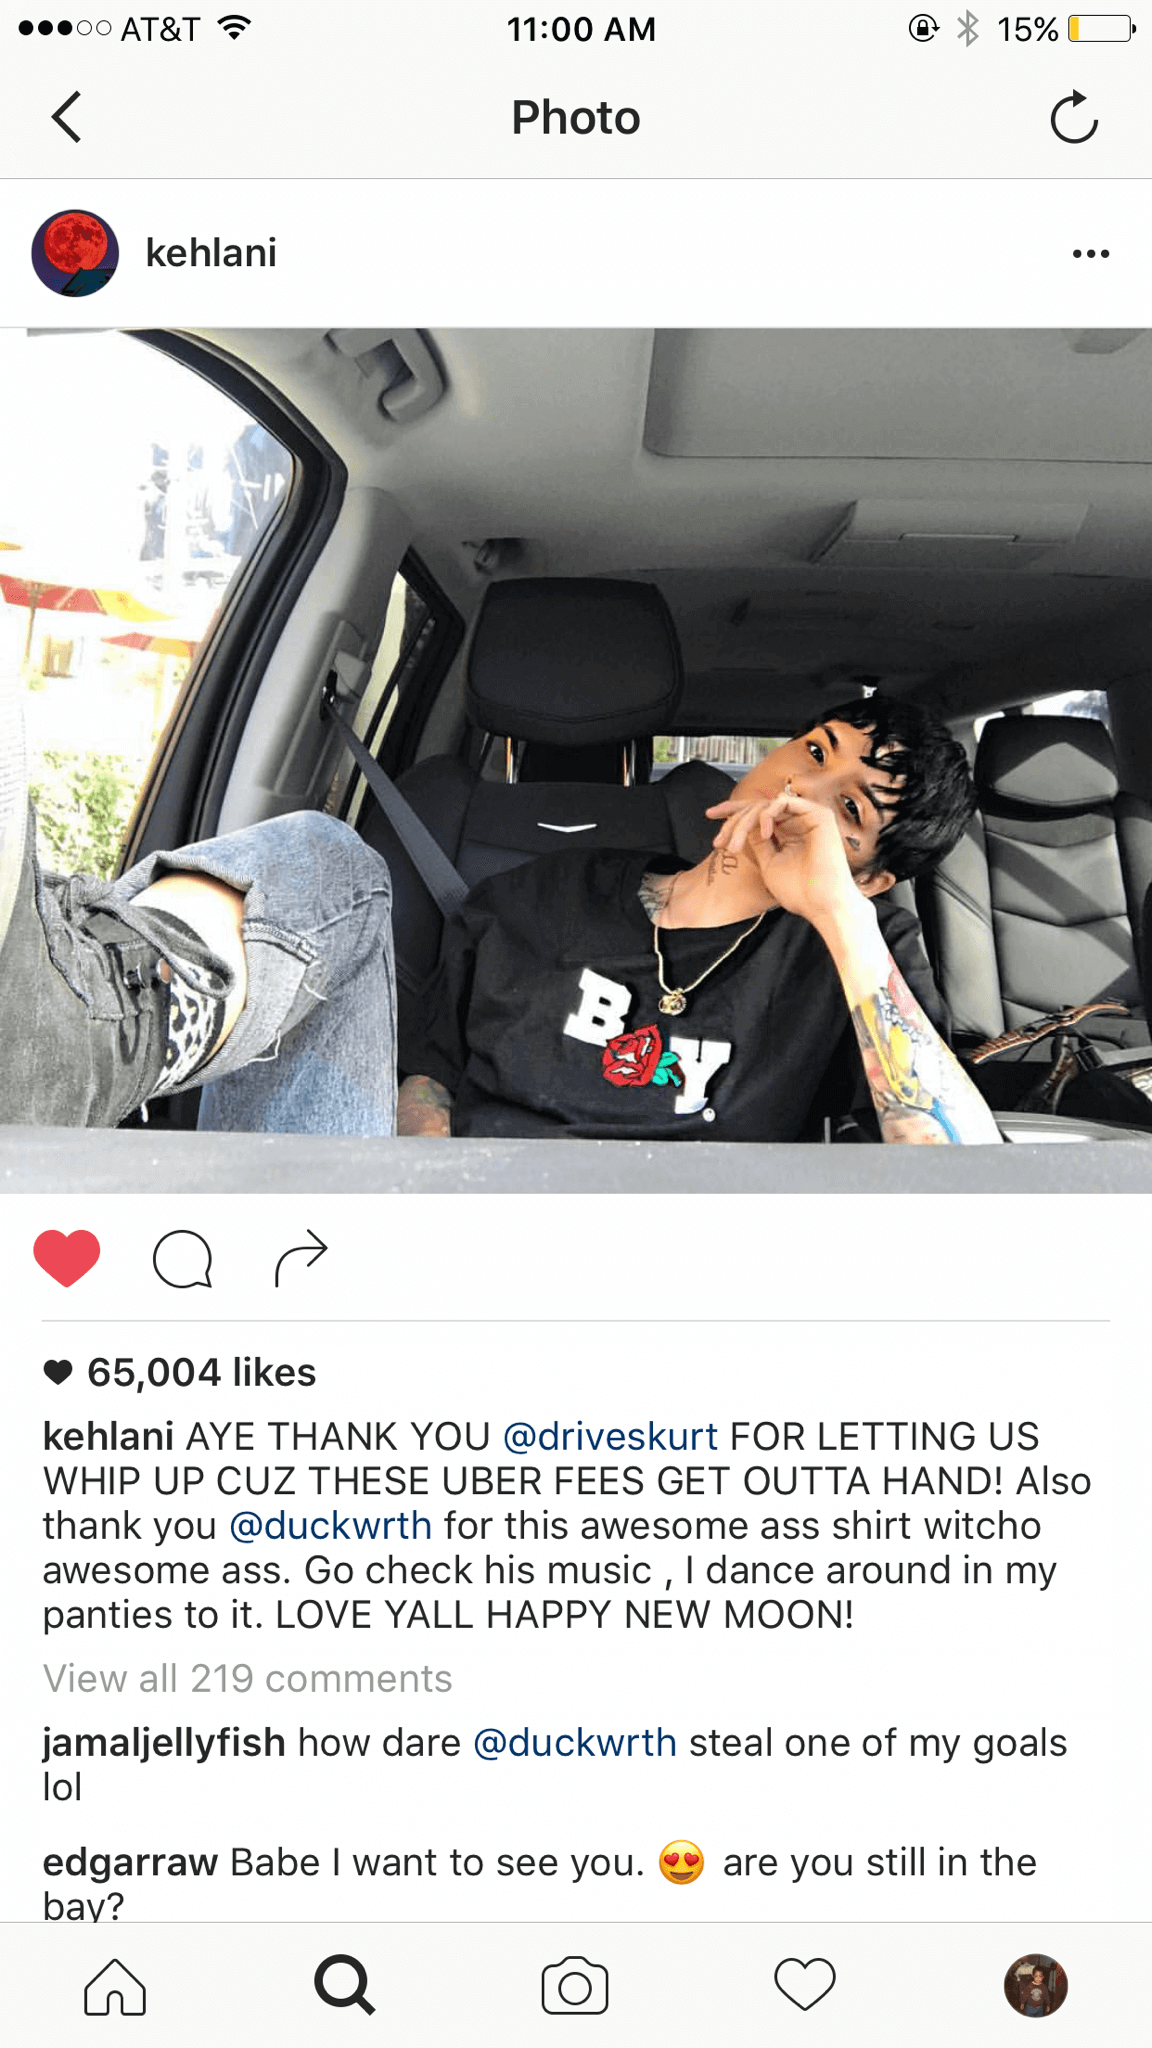 AT&T 11:00 AM 15%
Photo
kehlani
B Y.
65,004 likes
kehlani AYE THANK YOU @driveskurt FOR LETTING US
WHIP UP CUZ THESE UBER FEES GET OUTTA HAND! Also
thank you @duckwrth for this awesome ass shirt witcho
awesome ass. Go check his music , I dance around in my
panties to it. LOVE YALL HAPPY NEW MOON!
View all 219 comments
jamaljellyfish how dare @duckwrth steal one of my goals
lol
edgarraw Babe I want to see you. 😍 are you still in the
bay?